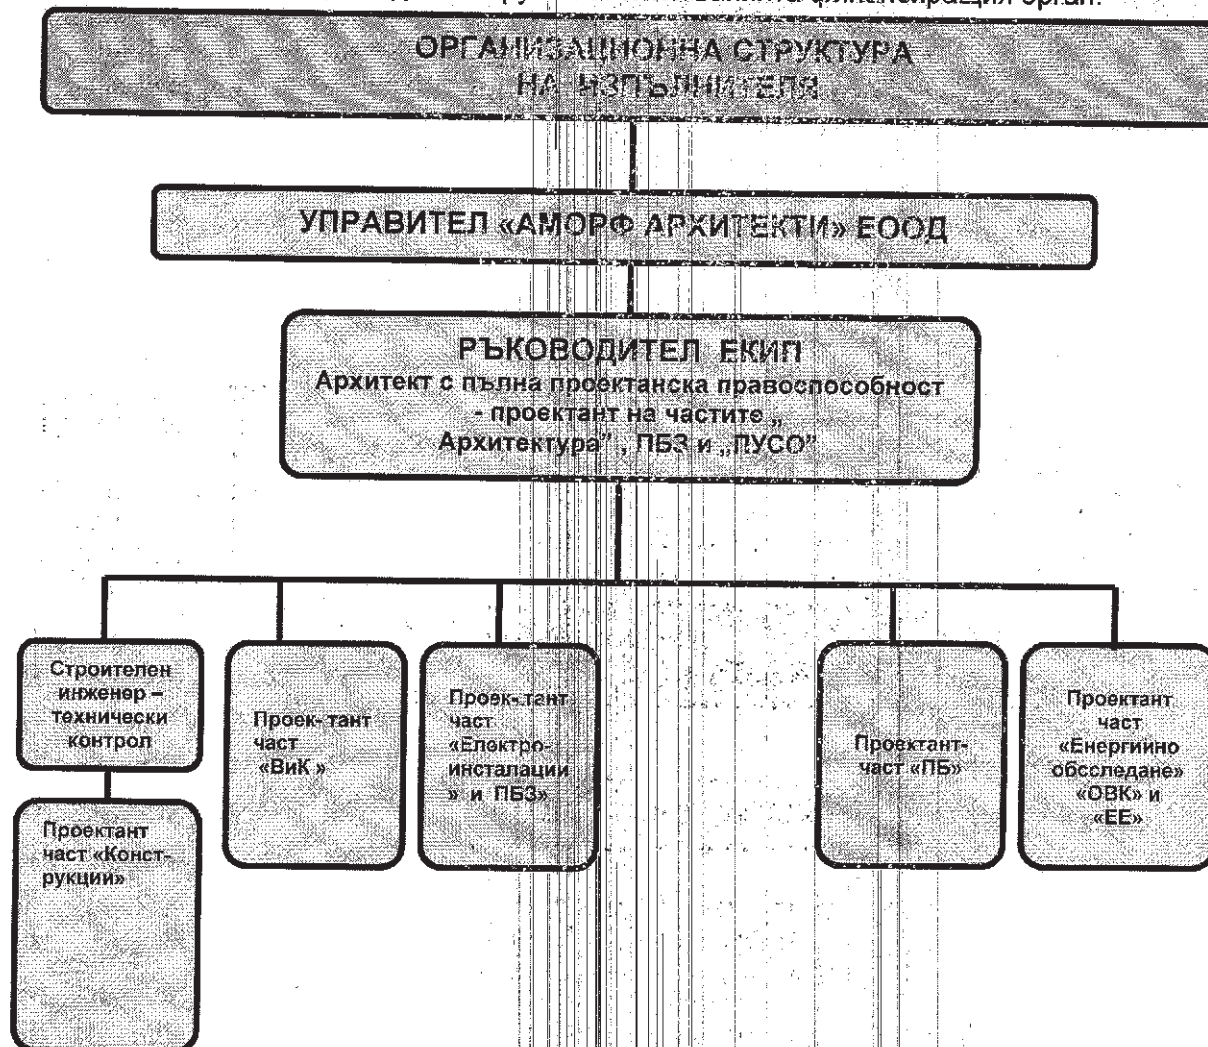 орган.
ОРГАНИЗАЦИОННА СТРУКТУРА
НА ИЗПЪЛНИТЕЛЯ
УПРАВИТЕЛ «АМОРФ АРХИТЕКТИ» ЕООД
РЪКОВОДИТЕЛ ЕКИП
Архитект с пълна проектанска правоспособност
- проектант на частите „
Архитектура”, ПБЗ и „ПУСО”
Строителен
инженер –
технически
контрол
Проектант
част «Конст-
рукции»
Проек- тант
част
«ВиК »
Проек- тант
част
«Електро-
инсталации
» и ПБЗ»
Проектант-
част «ПБ»
Проектант
част
«Енергийно
обсследане»
«ОВК» и
«ЕЕ»